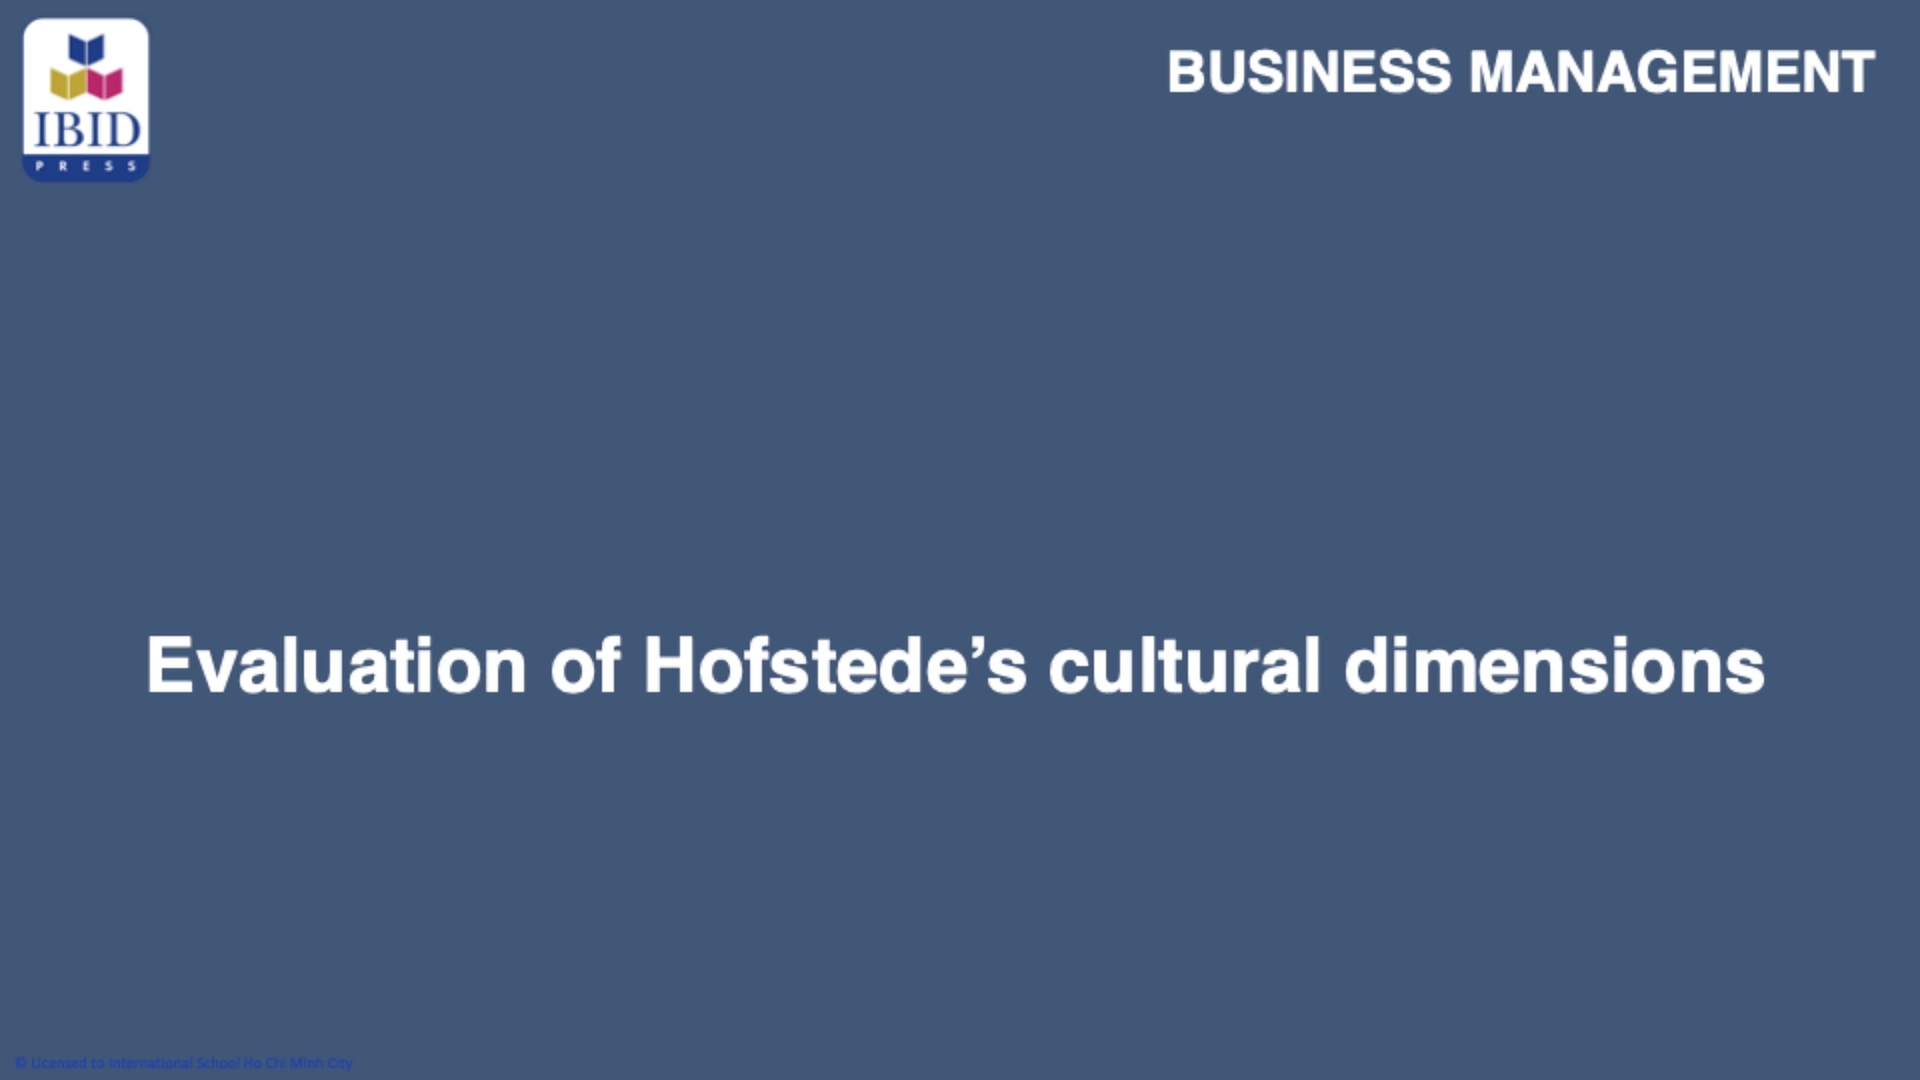 IBID
PRESS
BUSINESS MANAGEMENT
Evaluation of Hofstede’s cultural dimensions
© Licensed to International School Ho Chi Minh City